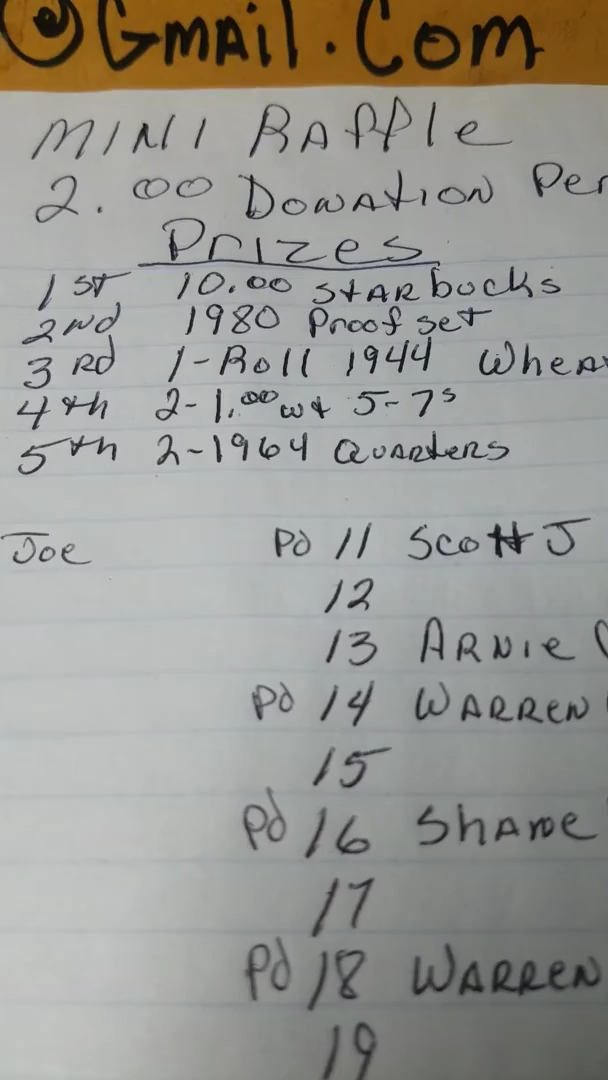 @Gmail.Com
MINI RAffle
2.00 DONAtION Per
Prizes
1ST 10.00 StARbucks
2ND 1980 Proof set
3RD 1-Roll 1944 Whea
4th 2-1.00 w+ 5-7s
5th 2-1964 QUARters
Joe Pd 11 Scott J
12
13 ARNie
Pd 14 WARREN
15
Pd 16 ShANe
17
Pd 18 WARREN
19